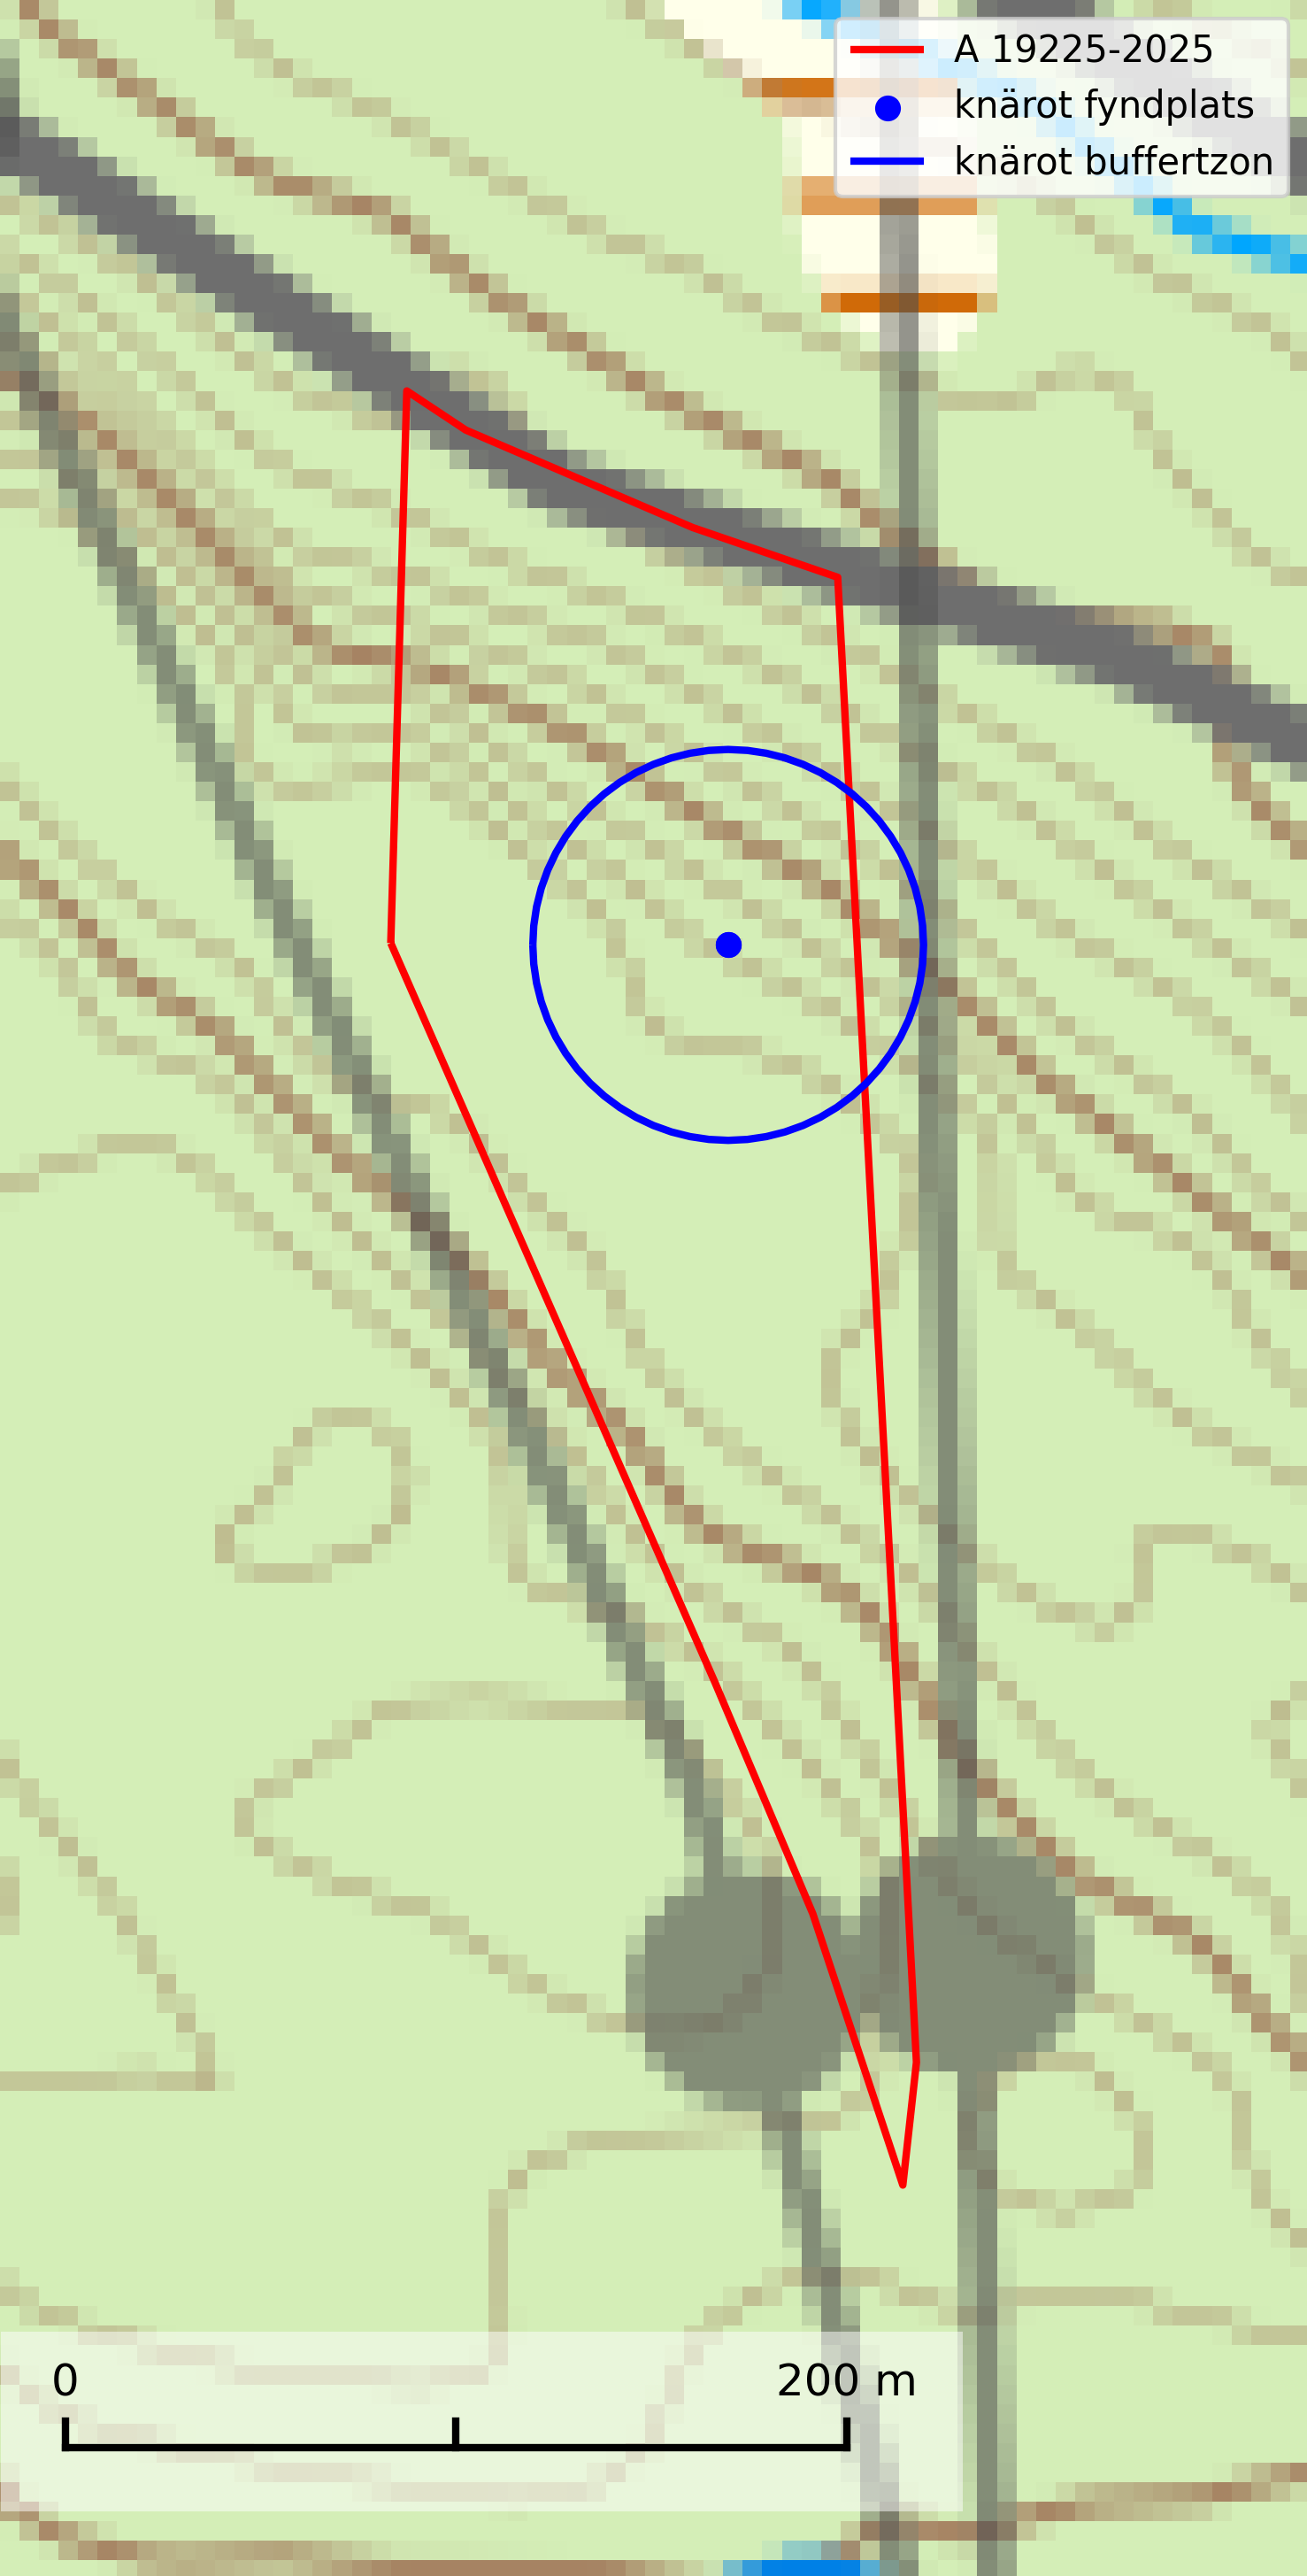 A 19225-2025
knärot fyndplats
knärot buffertzon
0 200 m